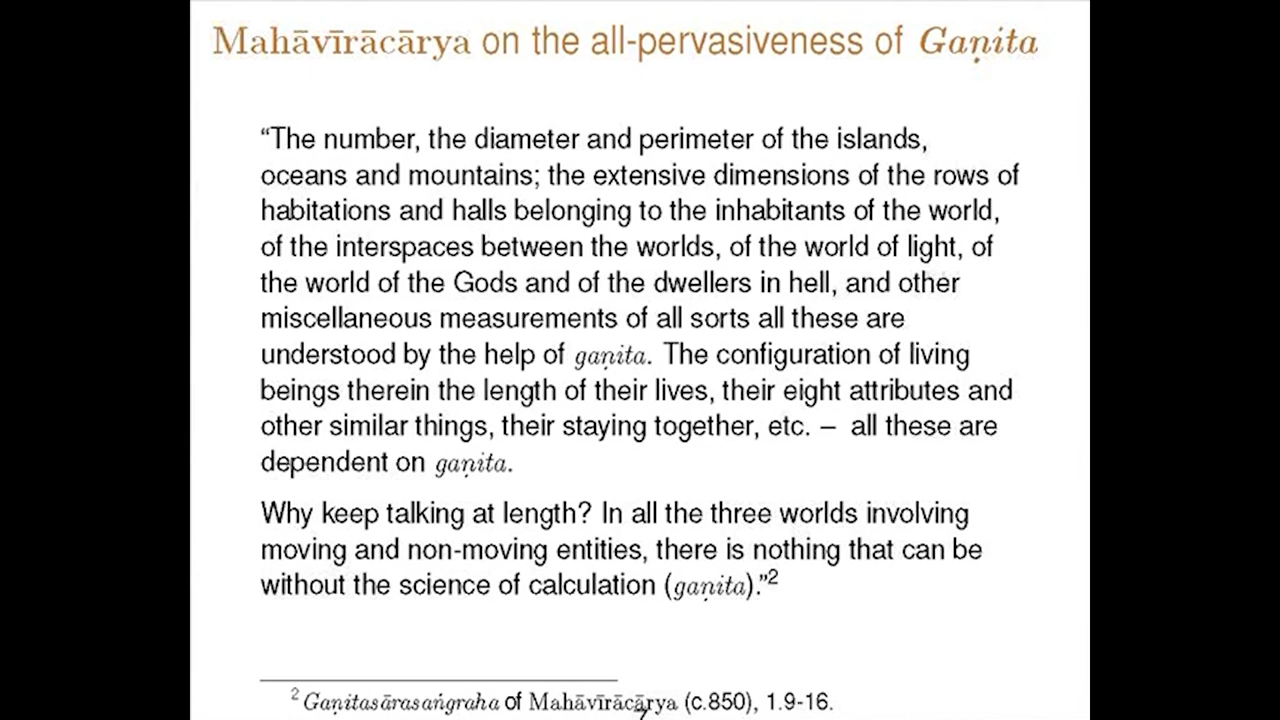 Mahāvīrācārya on the all-pervasiveness of Gaṇita
“The number, the diameter and perimeter of the islands,
oceans and mountains; the extensive dimensions of the rows of
habitations and halls belonging to the inhabitants of the world,
of the interspaces between the worlds, of the world of light, of
the world of the Gods and of the dwellers in hell, and other
miscellaneous measurements of all sorts all these are
understood by the help of gaṇita. The configuration of living
beings therein the length of their lives, their eight attributes and
other similar things, their staying together, etc. – all these are
dependent on gaṇita.
Why keep talking at length? In all the three worlds involving
moving and non-moving entities, there is nothing that can be
without the science of calculation (gaṇita).”2
2 Gaṇitasārasaṅgraha of Mahāvīrācārya (c.850), 1.9-16.
7